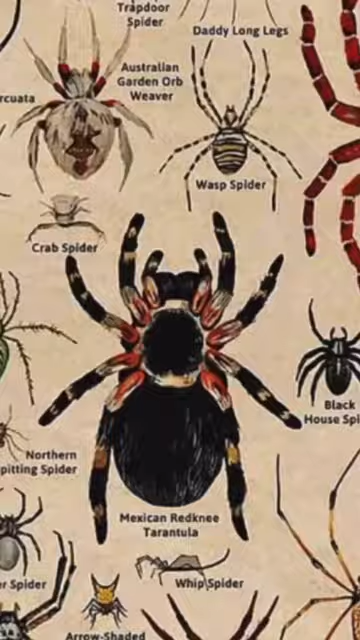 Trapdoor
Spider
Daddy Long Legs
Australian
Garden Orb
Weaver
rcuata
Wasp Spider
Crab Spider
Black
House Spi
Northern
pitting Spider
Mexican Redknee
Tarantula
Whip Spider
er Spider
Arrow-Shaded